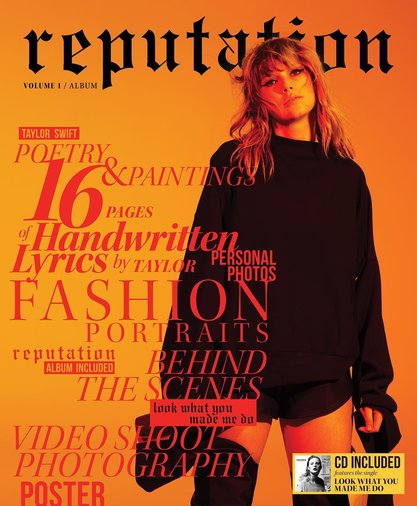 reputation
VOLUME 1 / ALBUM
TAYLOR SWIFT
POETRY
& PAINTINGS
16
PAGES
of Handwritten
Lyrics by TAYLOR
PERSONAL
PHOTOS
FASHION
PORTRAITS
reputation
ALBUM INCLUDED
BEHIND
THE SCENES
look what you
made me do
VIDEO SHOOT
PHOTOGRAPHY
POSTER
CD INCLUDED
features the single
LOOK WHAT YOU
MADE ME DO